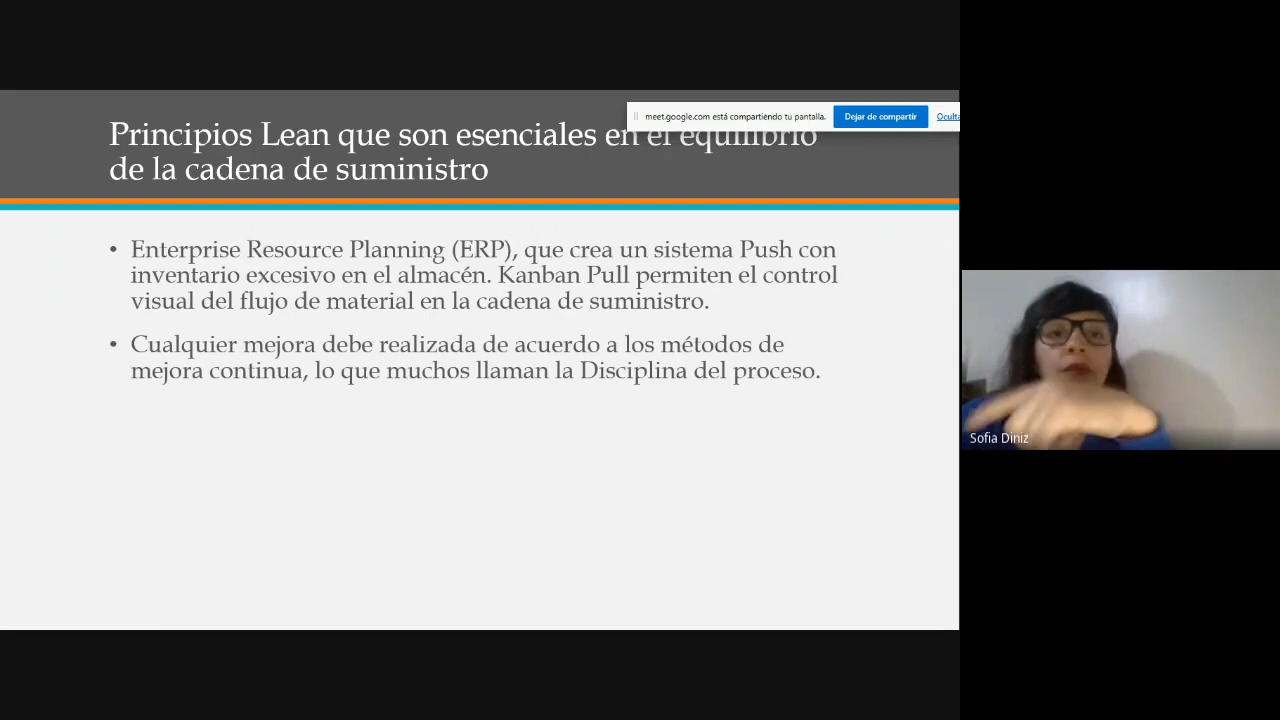 Principios Lean que son esenciales en el equilibrio
de la cadena de suministro
meet.google.com está compartiendo tu pantalla.
Dejar de compartir
Oculta
• Enterprise Resource Planning (ERP), que crea un sistema Push con
inventario excesivo en el almacén. Kanban Pull permiten el control
visual del flujo de material en la cadena de suministro.
• Cualquier mejora debe realizada de acuerdo a los métodos de
mejora continua, lo que muchos llaman la Disciplina del proceso.
Sofia Diniz